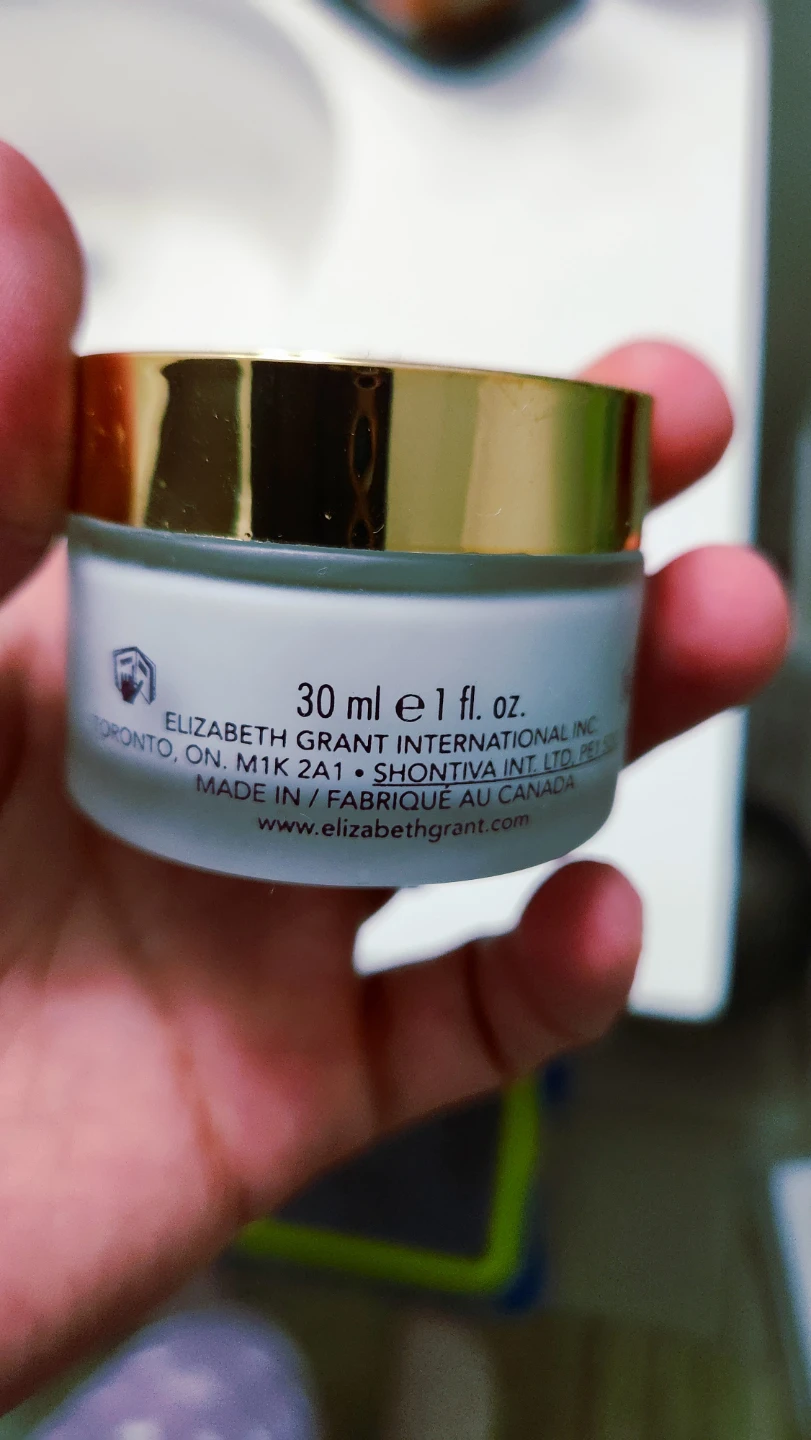 30 ml ℮ 1 fl. oz.
ELIZABETH GRANT INTERNATIONAL INC.
TORONTO, ON. M1K 2A1 • SHONTIVA INT. LTD, PE1
MADE IN / FABRIQUÉ AU CANADA
www.elizabethgrant.com